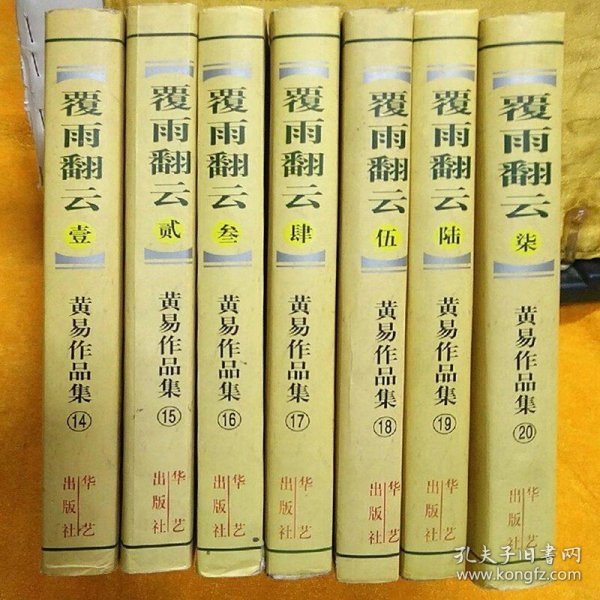 覆雨翻云
壹
黄易作品集
14
华艺
出版社
覆雨翻云
贰
黄易作品集
15
华艺
出版社
覆雨翻云
叁
黄易作品集
16
华艺
出版社
覆雨翻云
肆
黄易作品集
17
华艺
出版社
覆雨翻云
伍
黄易作品集
18
华艺
出版社
覆雨翻云
陆
黄易作品集
19
华艺
出版社
覆雨翻云
柒
黄易作品集
20
华艺
出版社
孔夫子旧书网
www.kongfz.com